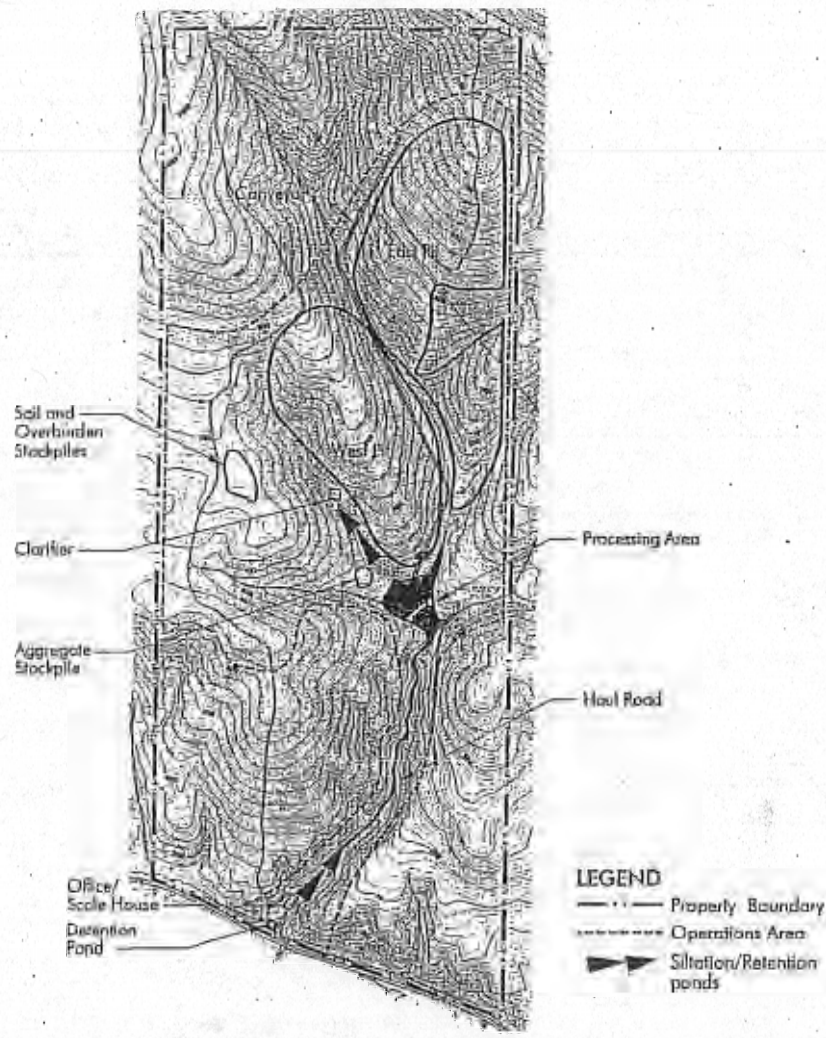 East Pit
Soil and
Overburden
Stockpiles
West Pit
Clarifier
Processing Area
Aggregate
Stockpile
Haul Road
Office/
Scale House
Detention
Pond
LEGEND
Property Boundary
Operations Area
Siltation/Retention
ponds